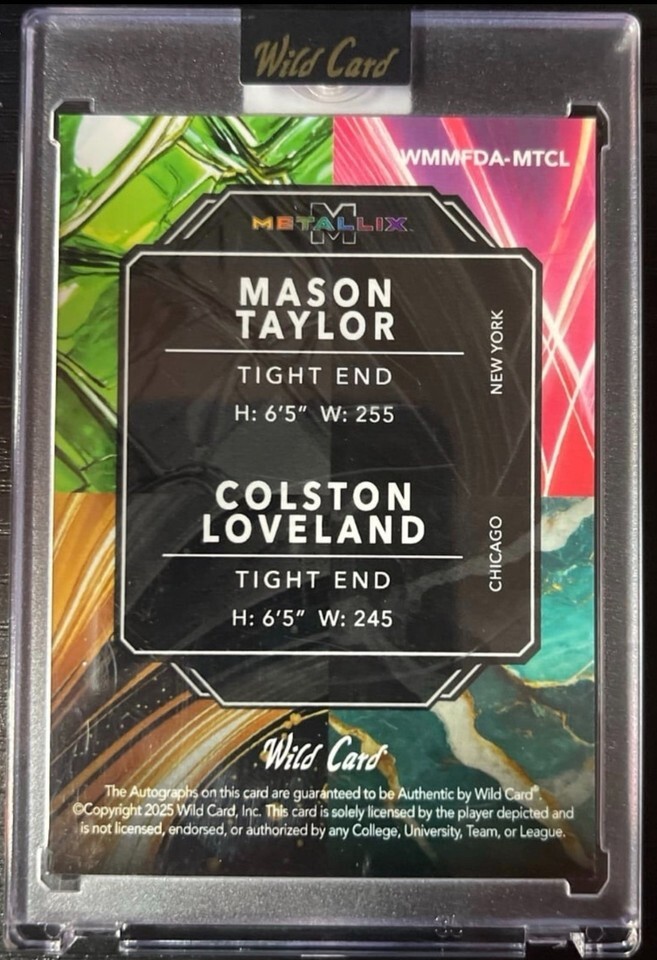 Wild Card
WMMFDA-MTCL
M
METALLIX
MASON
TAYLOR
NEW YORK
TIGHT END
H: 6'5" W: 255
COLSTON
LOVELAND
CHICAGO
TIGHT END
H: 6'5" W: 245
Wild Card
The Autographs on this card are guaranteed to be Authentic by Wild Card®.
©Copyright 2025 Wild Card, Inc. This card is solely licensed by the player depicted and
is not licensed, endorsed, or authorized by any College, University, Team, or League.